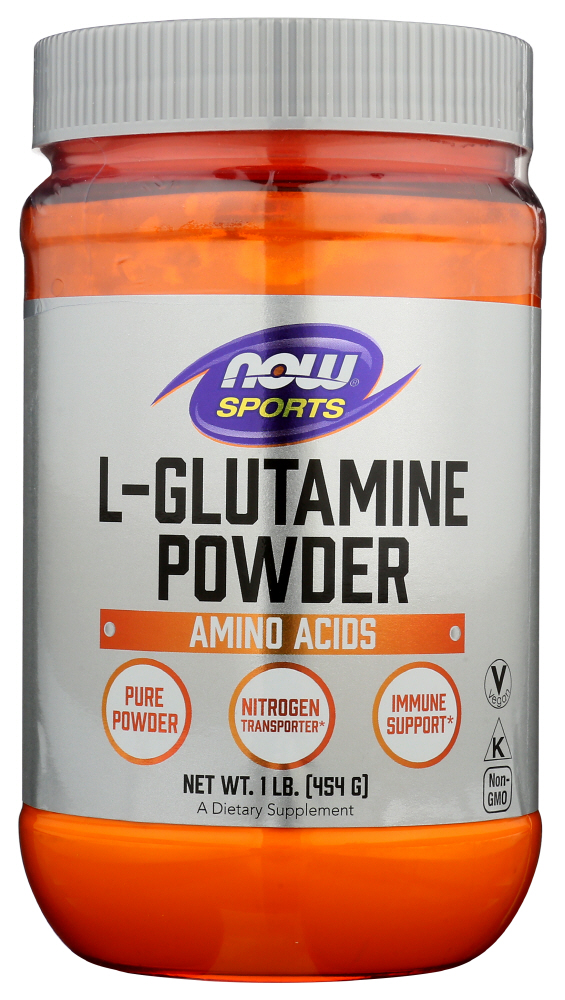 now®
SPORTS
L-GLUTAMINE
POWDER
AMINO ACIDS
PURE
POWDER
NITROGEN
TRANSPORTER*
IMMUNE
SUPPORT*
V
vegan
K
Non-
GMO
NET WT. 1 LB. (454 G)
A Dietary Supplement